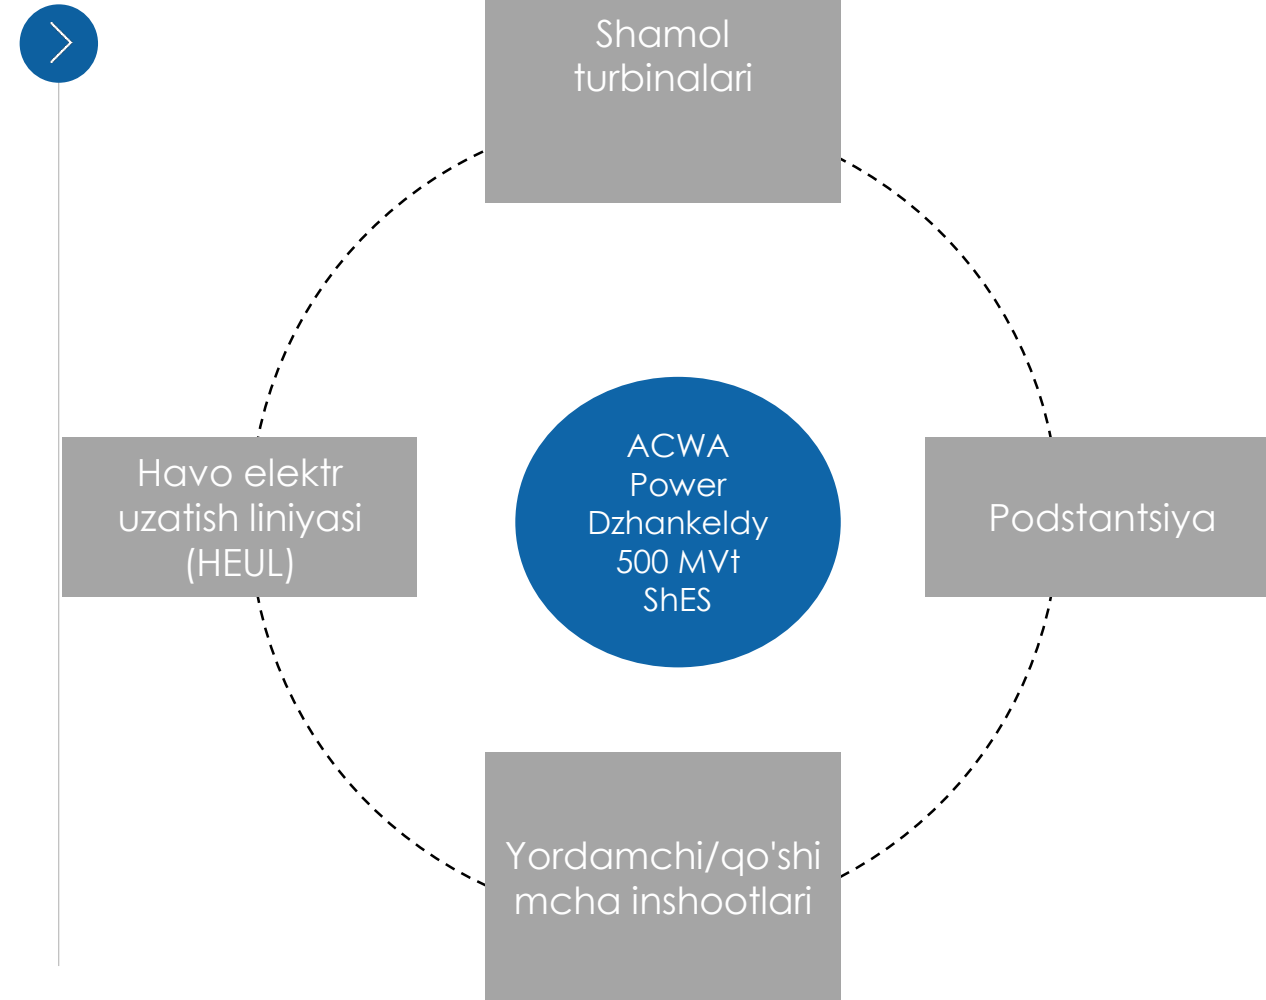 Shamol
turbinalari
Havo elektr
uzatish liniyasi
(HEUL)
ACWA
Power
Dzhankeldy
500 MVt
ShES
Podstantsiya
Yordamchi/qo'shi
mcha inshootlari